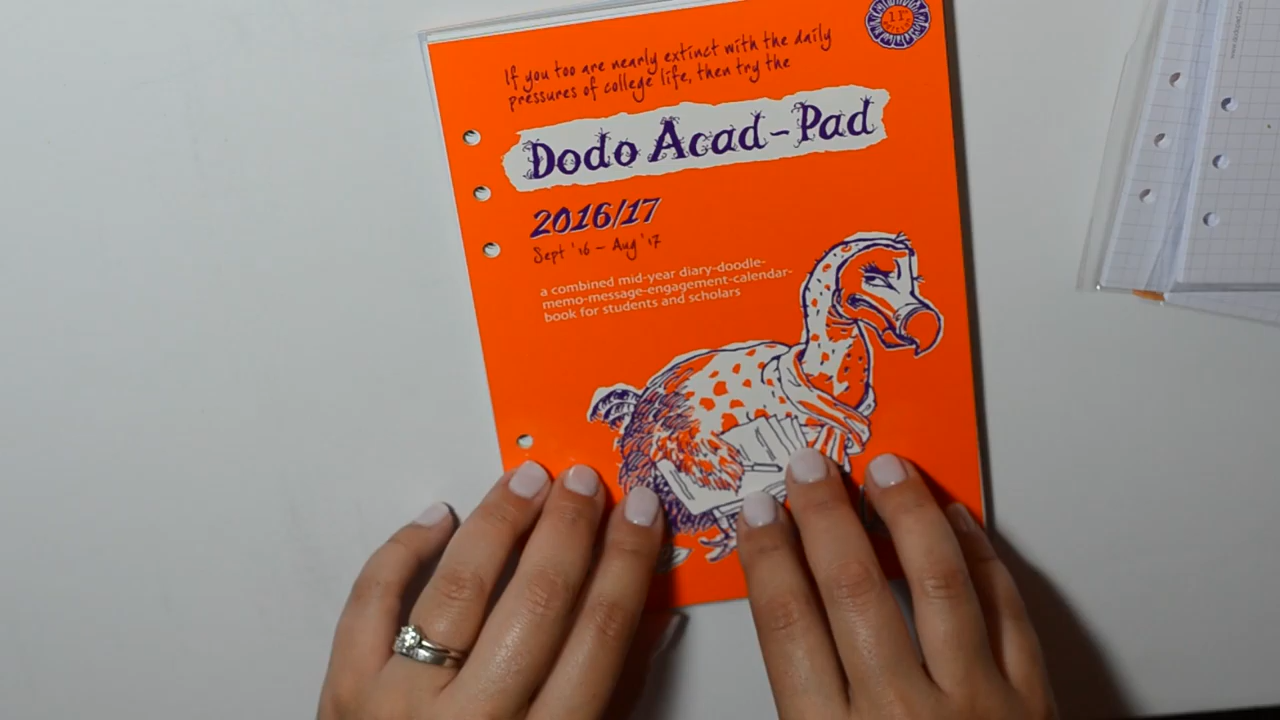 If you too are nearly extinct with the daily
pressures of college life, then try the
Dodo Acad-Pad
2016/17
Sept '16 – Aug '17
a combined mid-year diary-doodle-
memo-message-engagement-calendar-
book for students and scholars